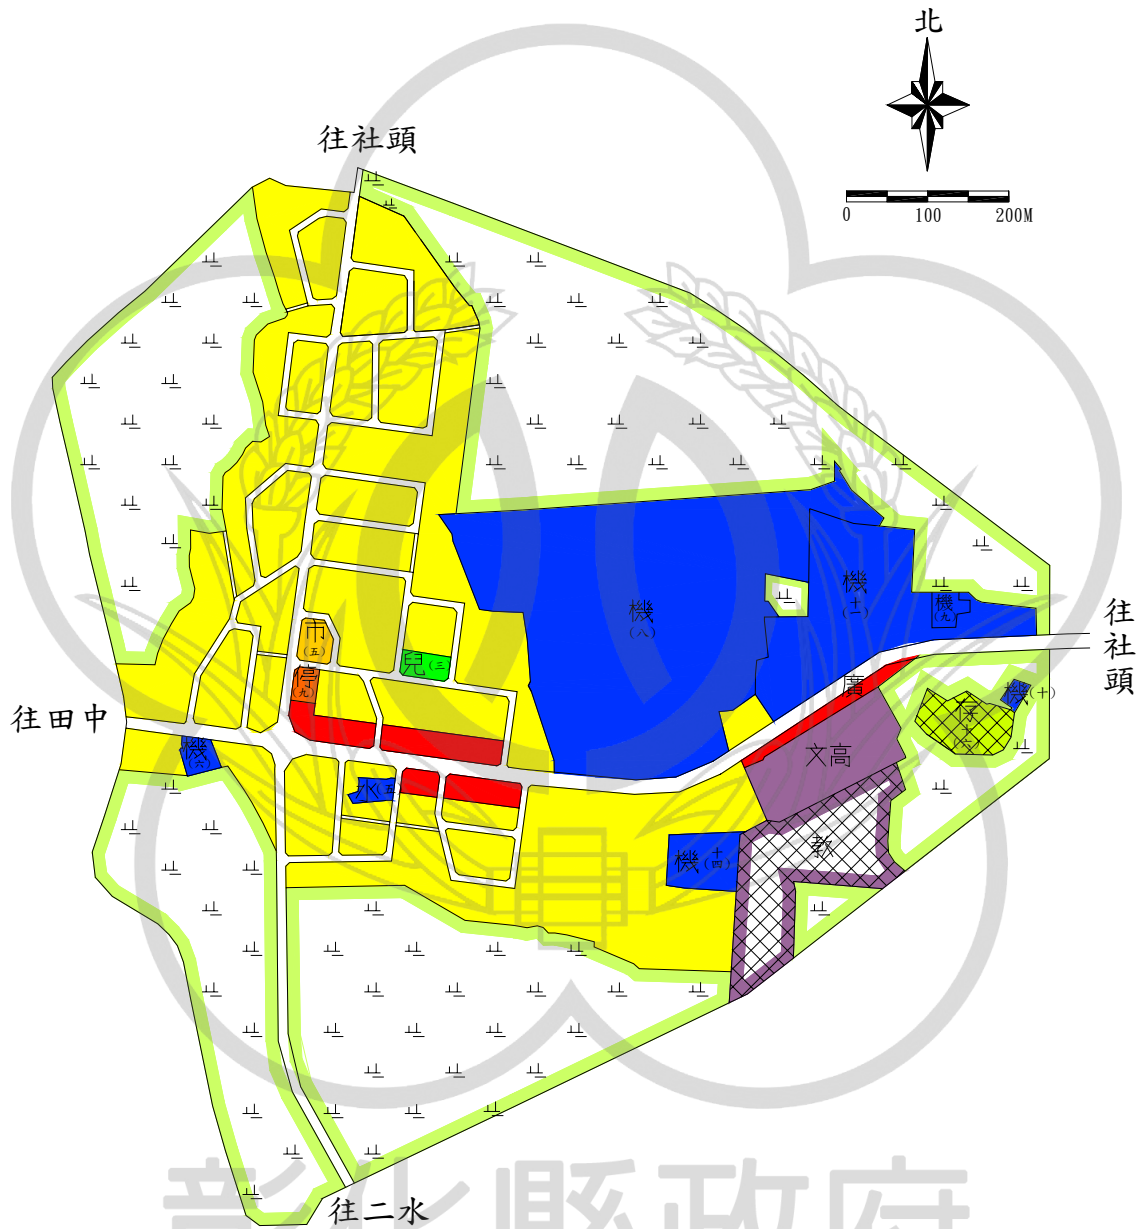 北
0 100 200M
往社頭
機
(八)
機
(十一)
機
(九)
往社頭
市
(五)
兒(三)
停
(九)
廣
機(十)
存
十六
往田中
機
(六)
文高
水(五)
教
機(十四)
往二水
彰化縣政府